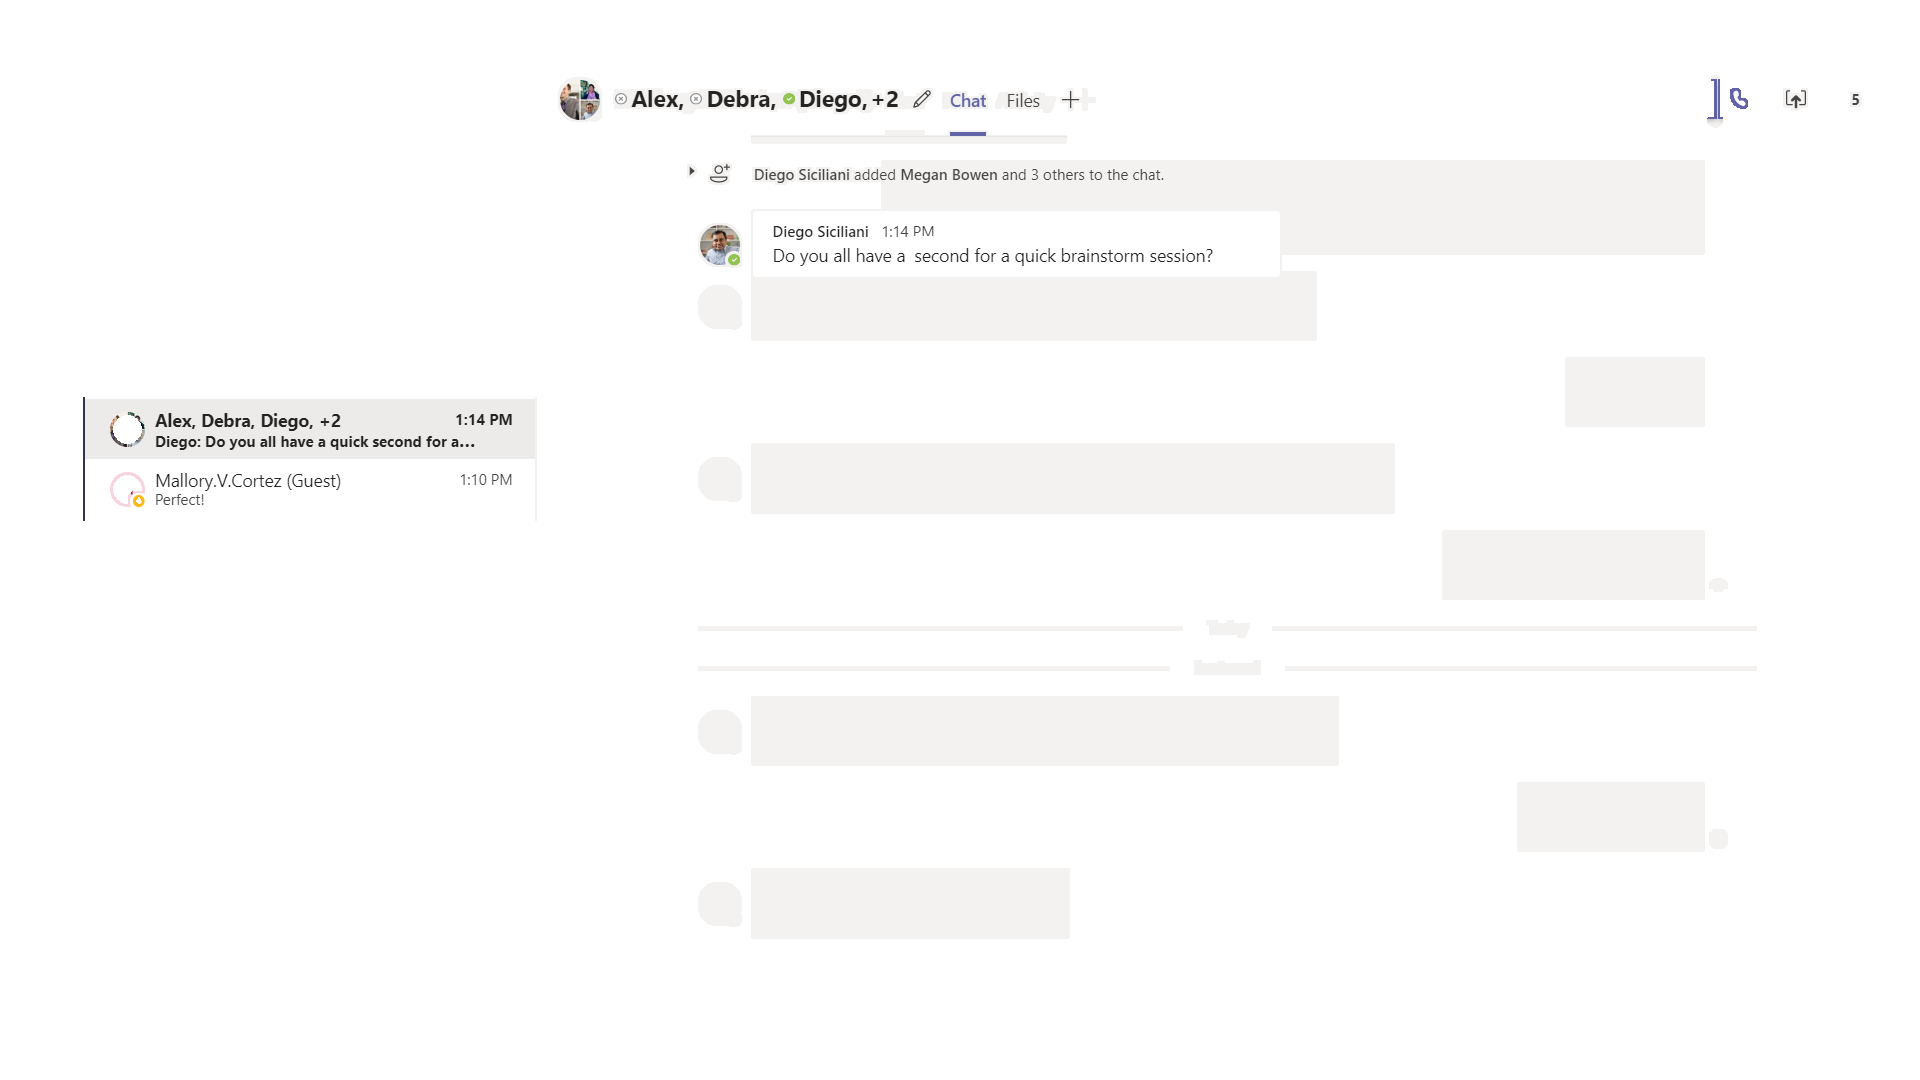 Alex, Debra, Diego, +2 Chat Files 5
Diego Siciliani added Megan Bowen and 3 others to the chat.
Diego Siciliani 1:14 PM
Do you all have a second for a quick brainstorm session?
Alex, Debra, Diego, +2 1:14 PM
Diego: Do you all have a quick second for a...
Mallory.V.Cortez (Guest) 1:10 PM
Perfect!